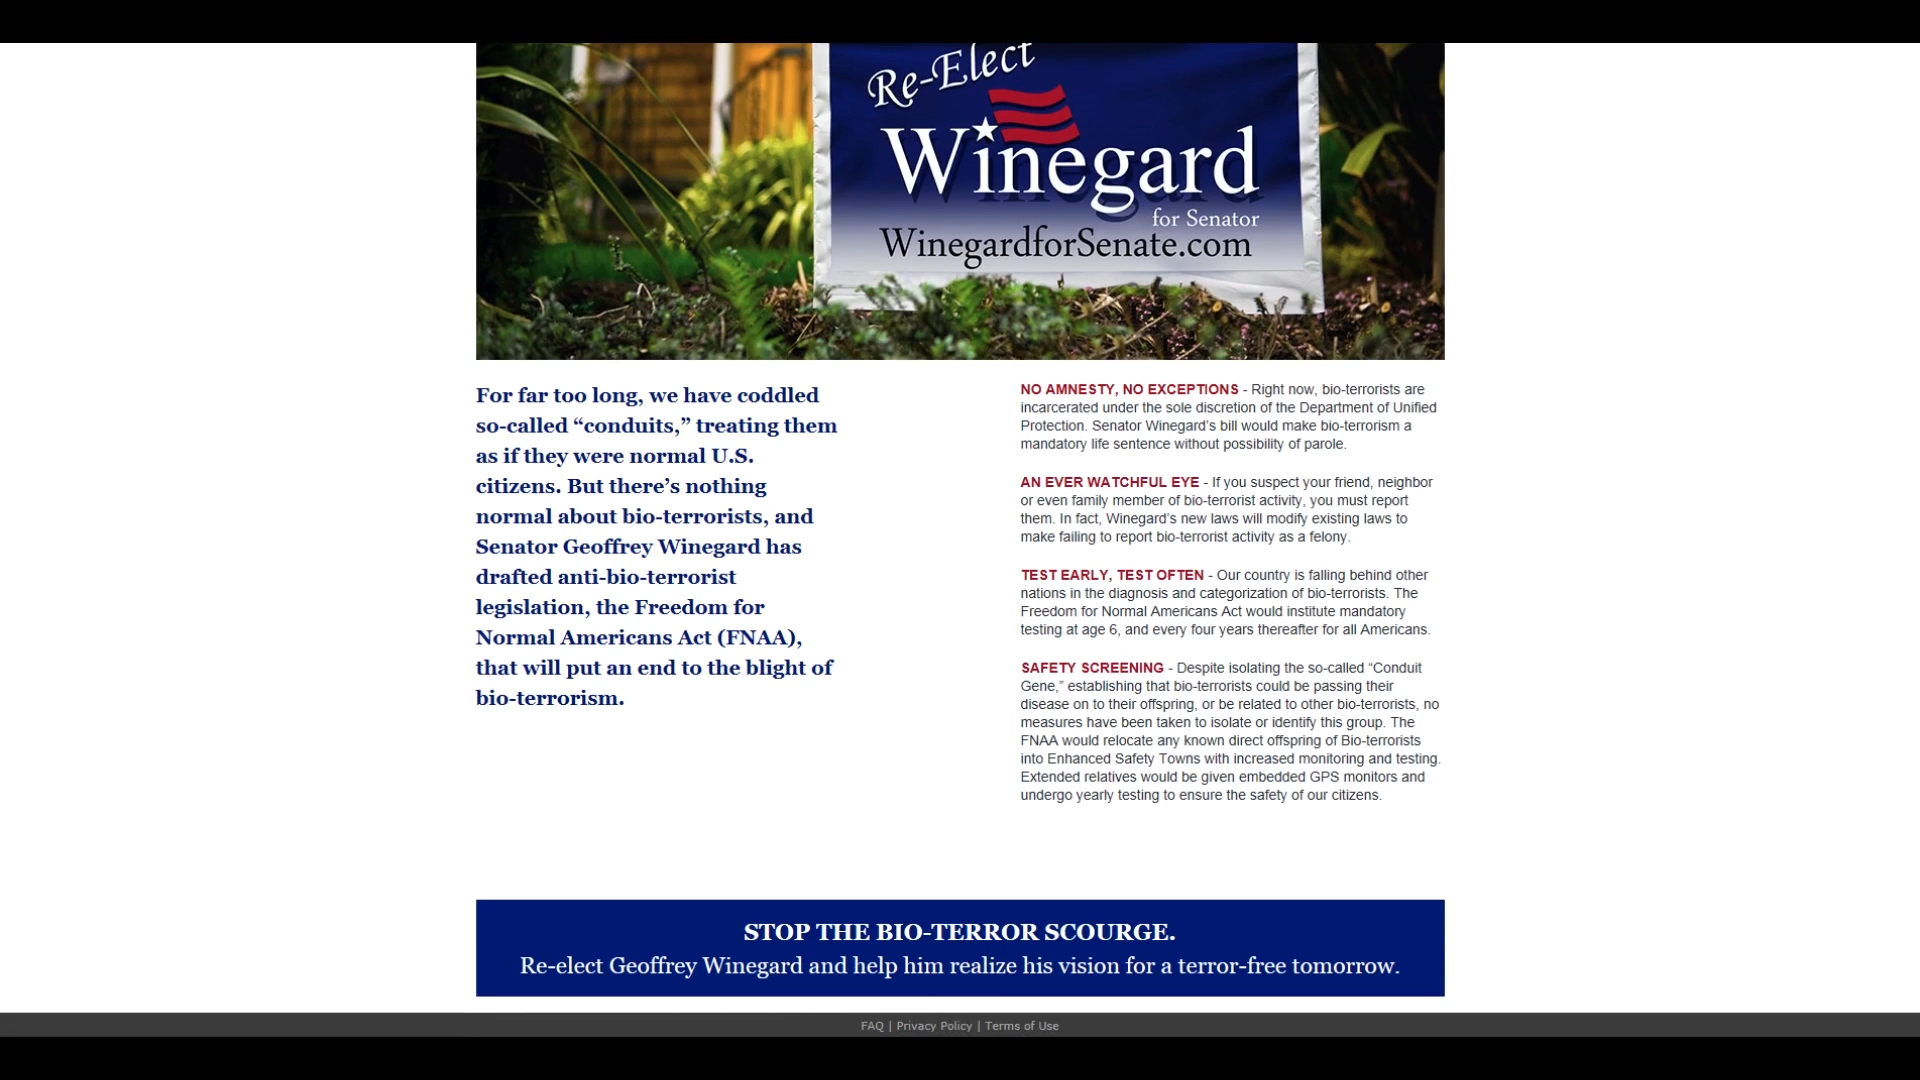 Re-Elect
Winegard
for Senator
WinegardforSenate.com
For far too long, we have coddled
so-called “conduits,” treating them
as if they were normal U.S.
citizens. But there’s nothing
normal about bio-terrorists, and
Senator Geoffrey Winegard has
drafted anti-bio-terrorist
legislation, the Freedom for
Normal Americans Act (FNAA),
that will put an end to the blight of
bio-terrorism.
NO AMNESTY, NO EXCEPTIONS - Right now, bio-terrorists are
incarcerated under the sole discretion of the Department of Unified
Protection. Senator Winegard’s bill would make bio-terrorism a
mandatory life sentence without possibility of parole.
AN EVER WATCHFUL EYE - If you suspect your friend, neighbor
or even family member of bio-terrorist activity, you must report
them. In fact, Winegard’s new laws will modify existing laws to
make failing to report bio-terrorist activity as a felony.
TEST EARLY, TEST OFTEN - Our country is falling behind other
nations in the diagnosis and categorization of bio-terrorists. The
Freedom for Normal Americans Act would institute mandatory
testing at age 6, and every four years thereafter for all Americans.
SAFETY SCREENING - Despite isolating the so-called “Conduit
Gene,” establishing that bio-terrorists could be passing their
disease on to their offspring, or be related to other bio-terrorists, no
measures have been taken to isolate or identify this group. The
FNAA would relocate any known direct offspring of Bio-terrorists
into Enhanced Safety Towns with increased monitoring and testing.
Extended relatives would be given embedded GPS monitors and
undergo yearly testing to ensure the safety of our citizens.
STOP THE BIO-TERROR SCOURGE.
Re-elect Geoffrey Winegard and help him realize his vision for a terror-free tomorrow.
FAQ | Privacy Policy | Terms of Use